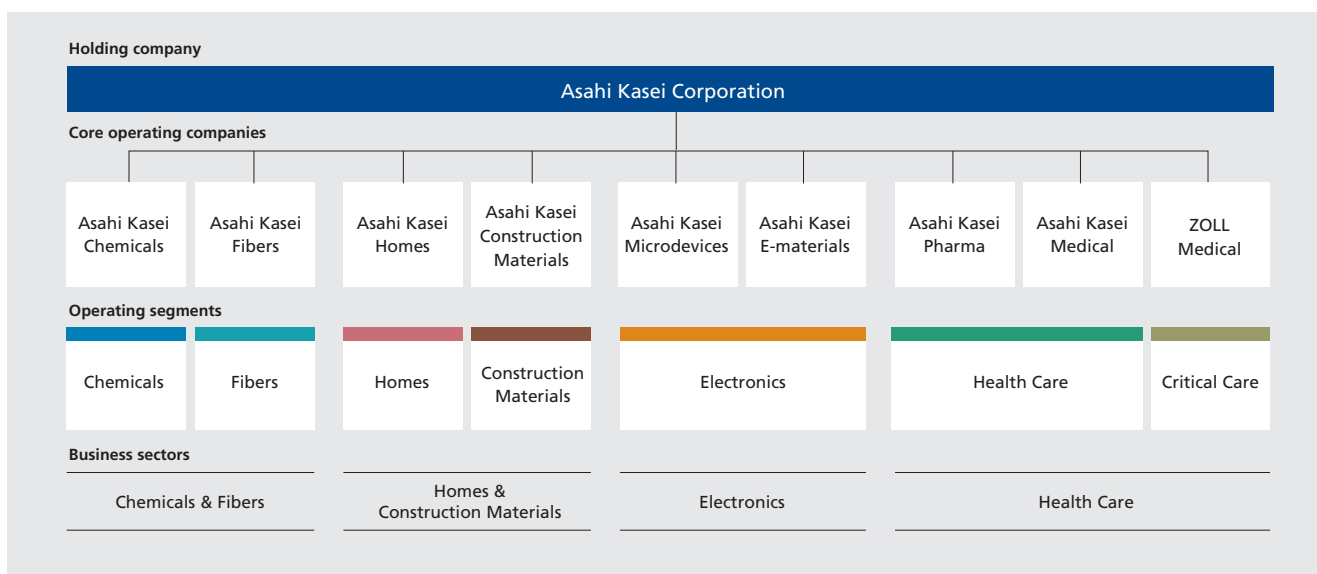 Holding company
Asahi Kasei Corporation
Core operating companies
Asahi Kasei
Chemicals
Asahi Kasei
Fibers
Asahi Kasei
Homes
Asahi Kasei
Construction
Materials
Asahi Kasei
Microdevices
Asahi Kasei
E-materials
Asahi Kasei
Pharma
Asahi Kasei
Medical
ZOLL
Medical
Operating segments
Chemicals
Fibers
Homes
Construction
Materials
Electronics
Health Care
Critical Care
Business sectors
Chemicals & Fibers
Homes &
Construction Materials
Electronics
Health Care